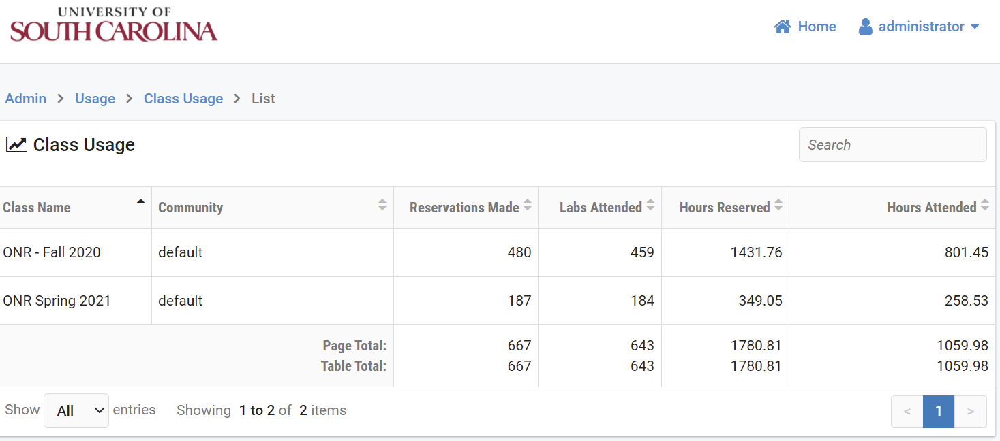 UNIVERSITY OF
SOUTH CAROLINA
Home administrator
Admin > Usage > Class Usage > List
Class Usage
Search
Class Name Community Reservations Made Labs Attended Hours Reserved Hours Attended
ONR - Fall 2020 default 480 459 1431.76 801.45
ONR Spring 2021 default 187 184 349.05 258.53
Page Total: 667 643 1780.81 1059.98
Table Total: 667 643 1780.81 1059.98
Show All entries Showing 1 to 2 of 2 items < 1 >